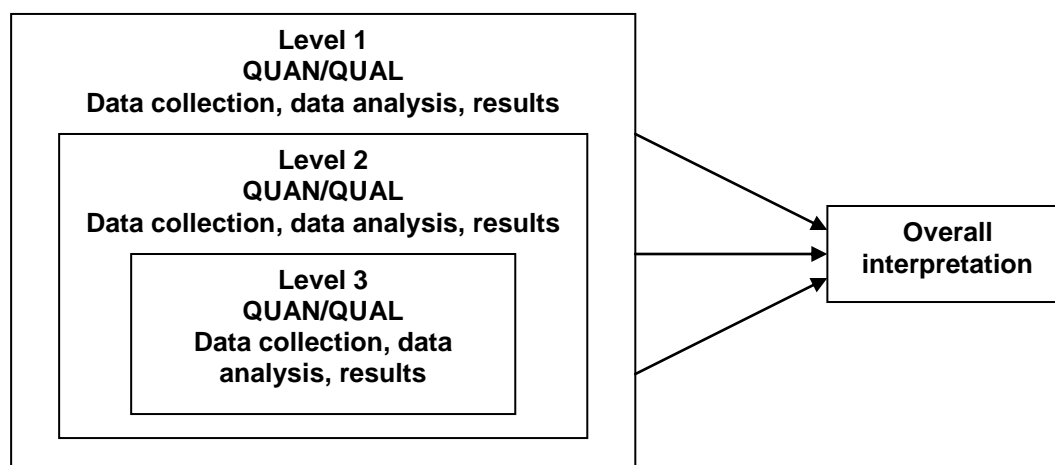 Level 1
QUAN/QUAL
Data collection, data analysis, results
Level 2
QUAN/QUAL
Data collection, data analysis, results
Level 3
QUAN/QUAL
Data collection, data
analysis, results
Overall
interpretation